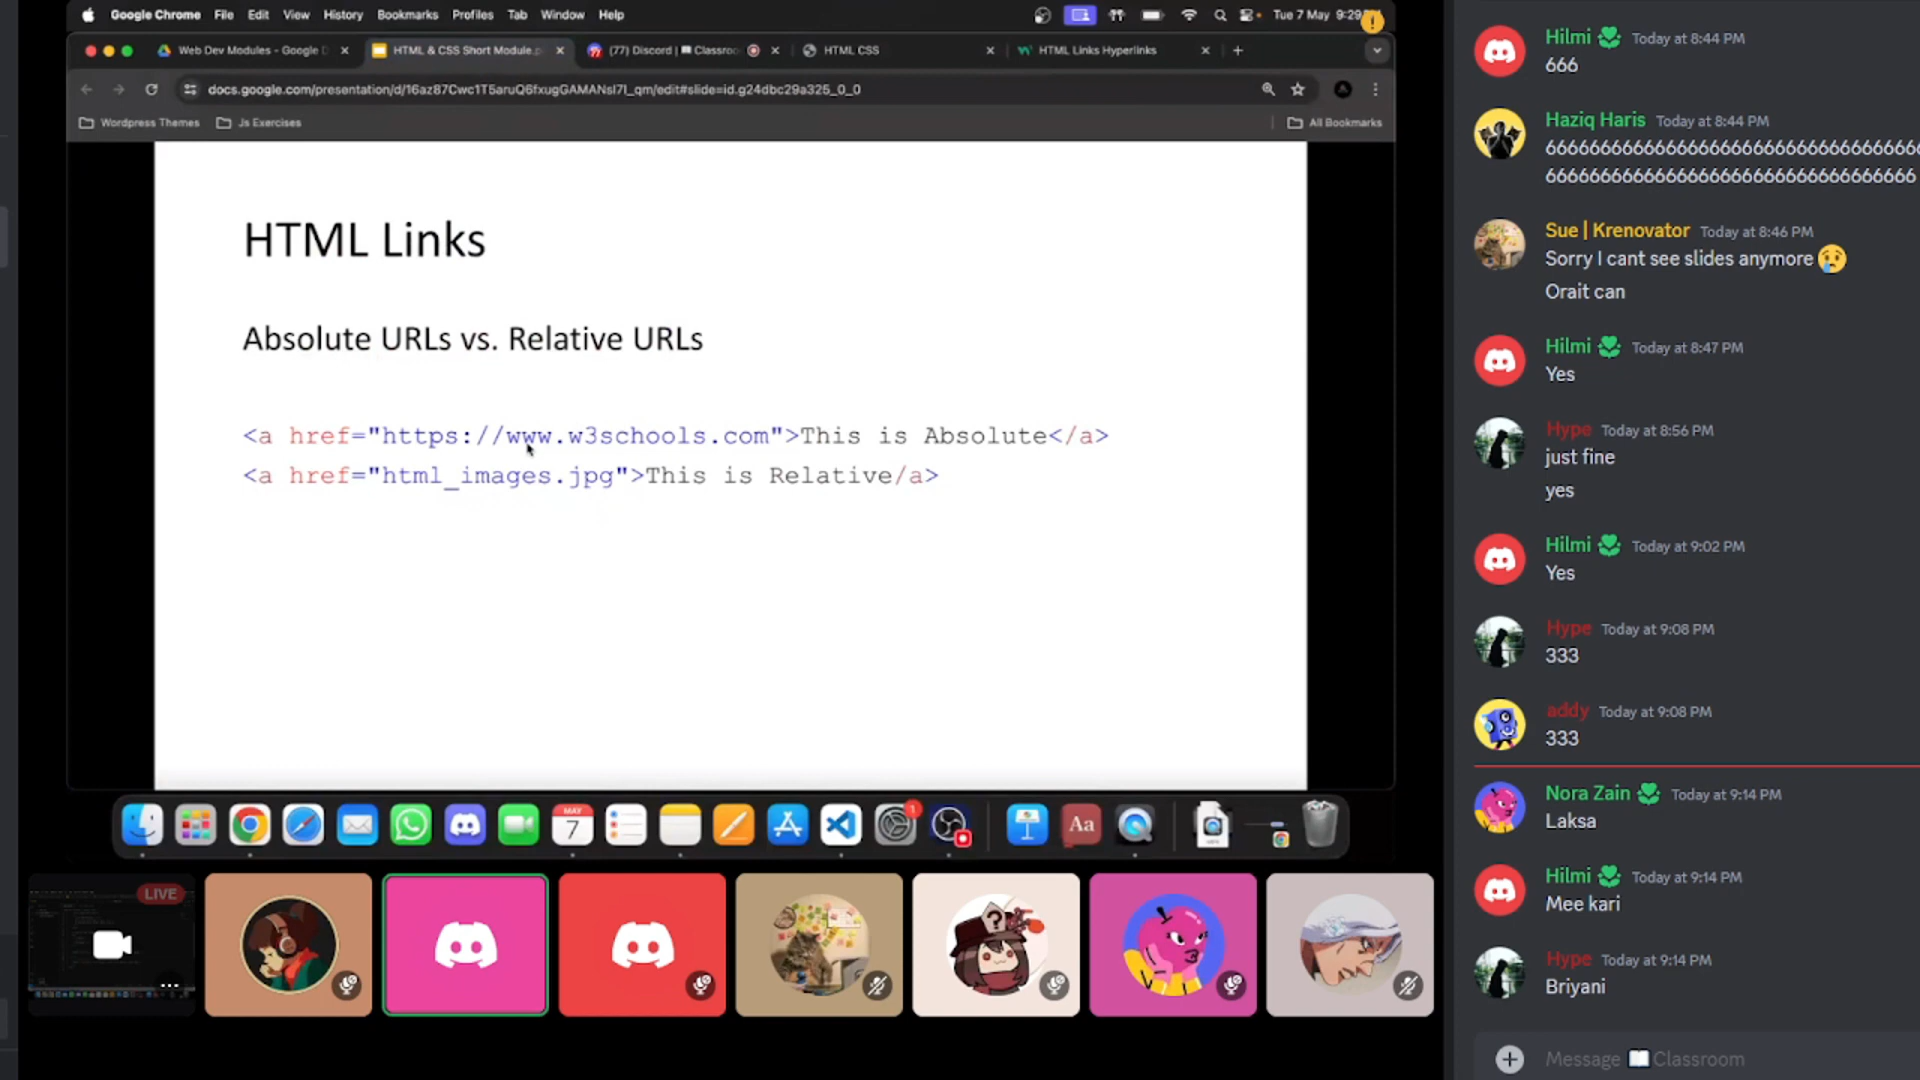 Google Chrome File Edit View History Bookmarks Profiles Tab Window Help
Tue 7 May 9:29
Web Dev Modules - Google D
HTML & CSS Short Module.p
(77) Discord | Classroo
HTML CSS
HTML Links Hyperlinks
docs.google.com/presentation/d/16az87Cwc1T5aruQ6fxugGAMANsI7I_qm/edit#slide=id.g24dbc29a325_0_0
Wordpress Themes Js Exercises
All Bookmarks
HTML Links
Absolute URLs vs. Relative URLs
<a href="https://www.w3schools.com">This is Absolute</a>
<a href="html_images.jpg">This is Relative/a>
MAY
7
1
Aa
LIVE
Hilmi Today at 8:44 PM
666
Haziq Haris Today at 8:44 PM
Sue | Krenovator Today at 8:46 PM
Sorry I cant see slides anymore
Orait can
Hilmi Today at 8:47 PM
Yes
Hype Today at 8:56 PM
just fine
yes
Hilmi Today at 9:02 PM
Yes
Hype Today at 9:08 PM
333
addy Today at 9:08 PM
333
Nora Zain Today at 9:14 PM
Laksa
Hilmi Today at 9:14 PM
Mee kari
Hype Today at 9:14 PM
Briyani
Message Classroom